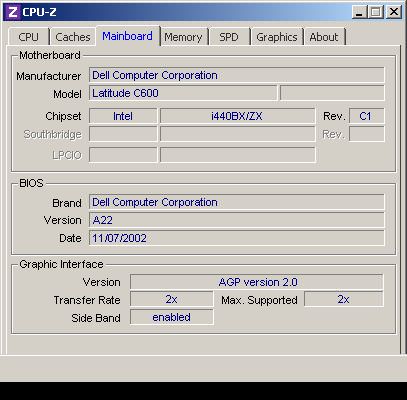 Z CPU-Z
CPU Caches Mainboard Memory SPD Graphics About
Motherboard
Manufacturer Dell Computer Corporation
Model Latitude C600
Chipset Intel i440BX/ZX Rev. C1
Southbridge Rev.
LPCIO
BIOS
Brand Dell Computer Corporation
Version A22
Date 11/07/2002
Graphic Interface
Version AGP version 2.0
Transfer Rate 2x Max. Supported 2x
Side Band enabled